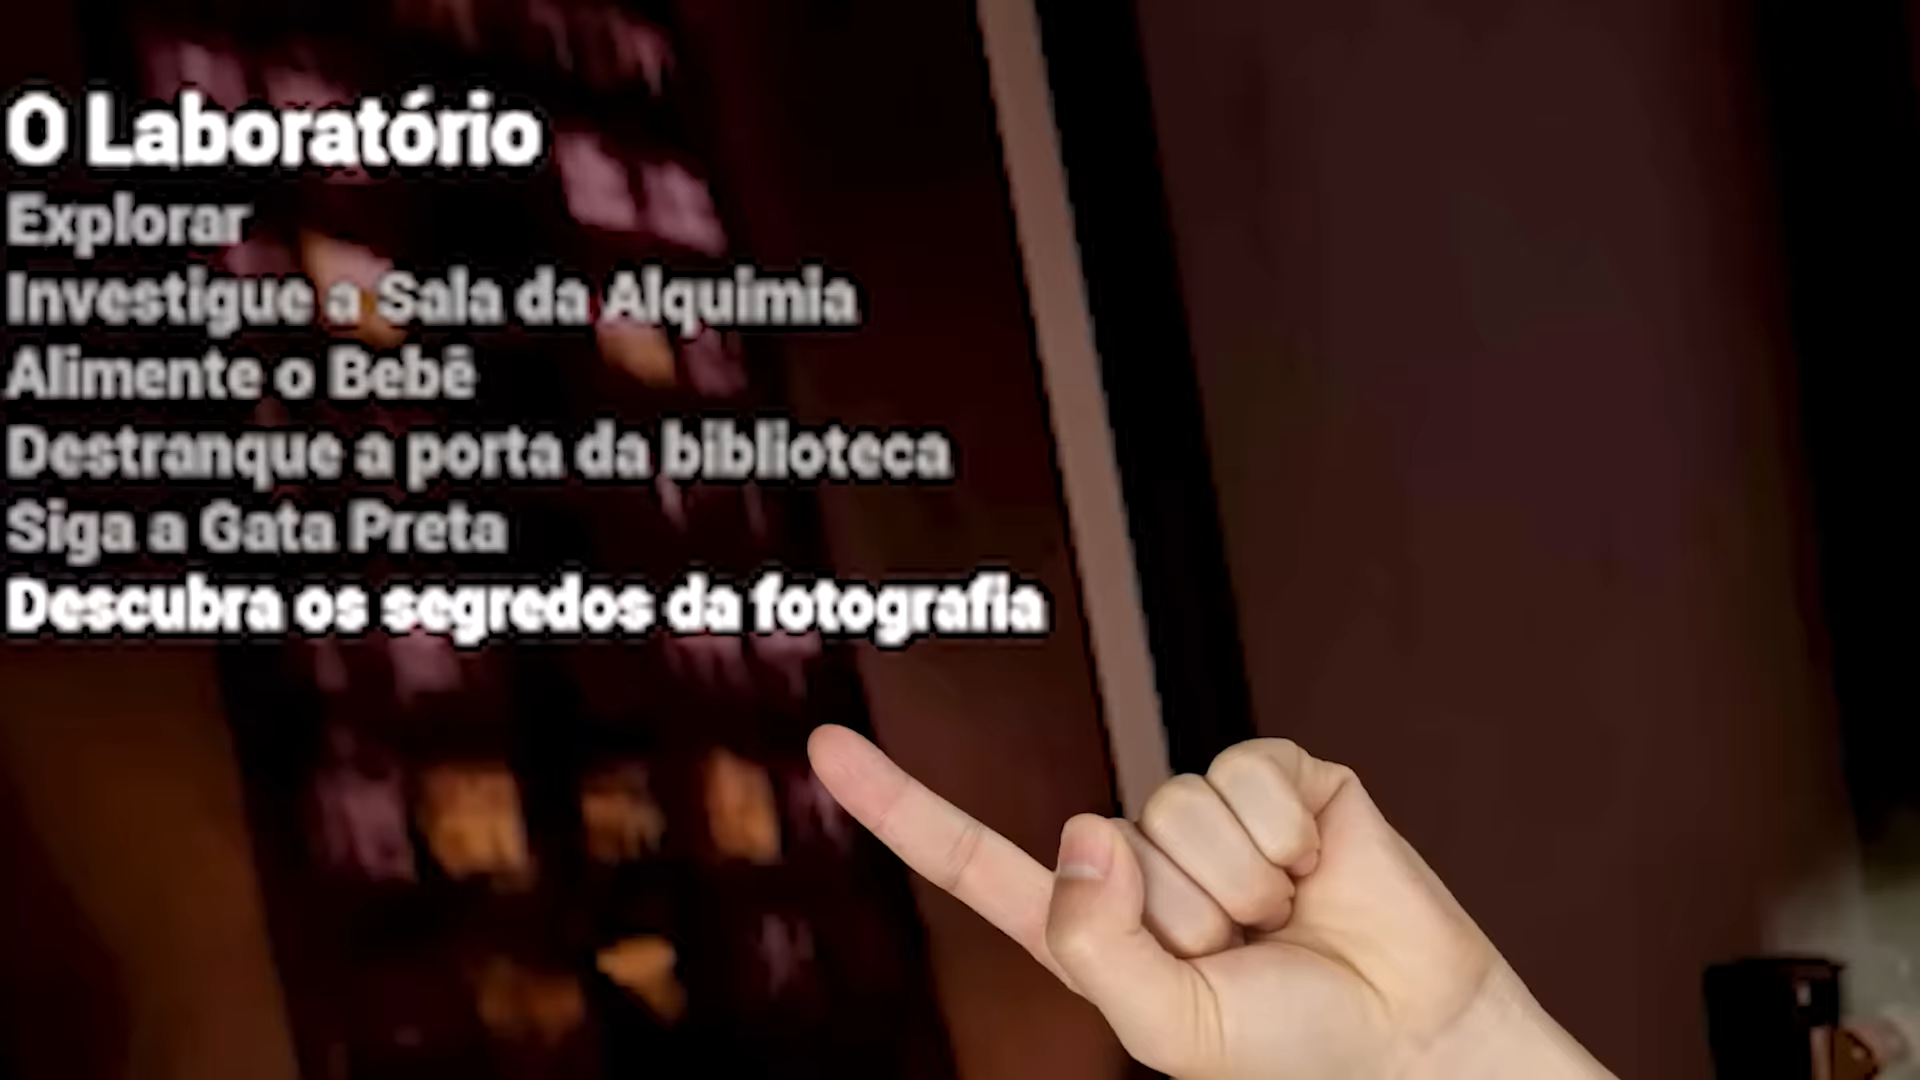 O Laboratório
Explorar
Investigue a Sala da Alquimia
Alimente o Bebê
Destranque a porta da biblioteca
Siga a Gata Preta
Descubra os segredos da fotografia